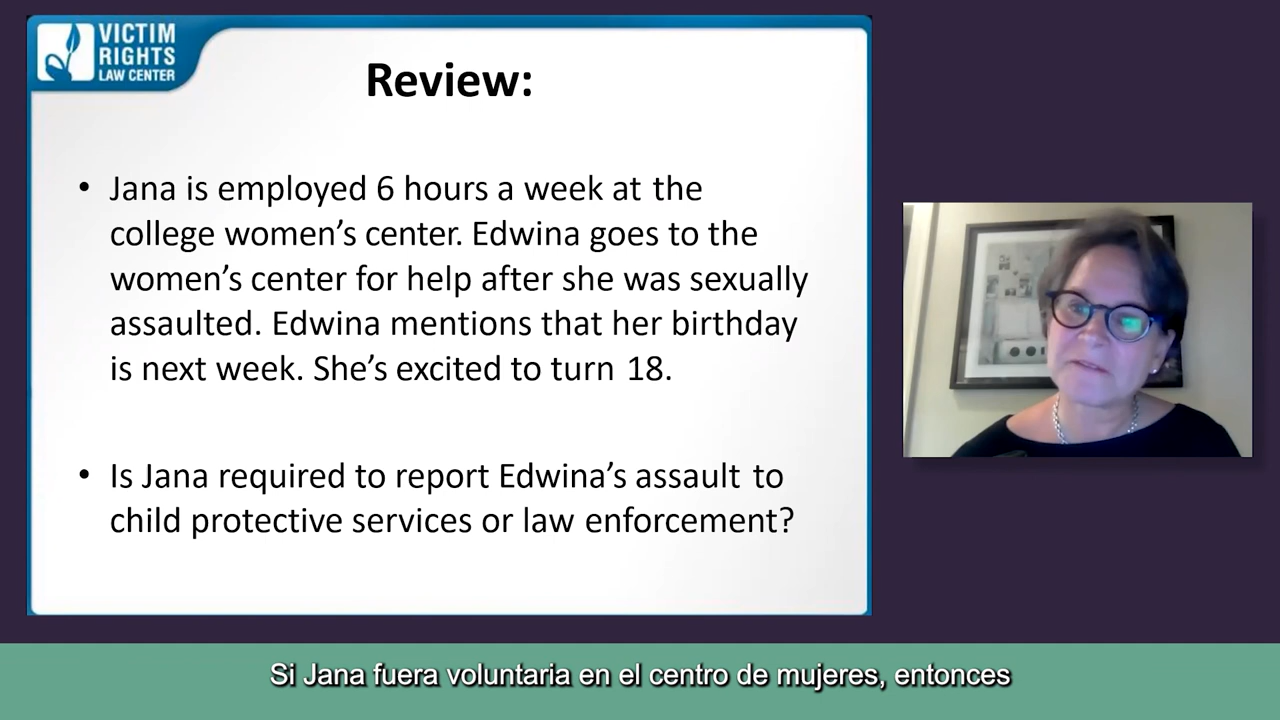 VICTIM
RIGHTS
LAW CENTER
Review:
• Jana is employed 6 hours a week at the
college women’s center. Edwina goes to the
women’s center for help after she was sexually
assaulted. Edwina mentions that her birthday
is next week. She’s excited to turn 18.
• Is Jana required to report Edwina’s assault to
child protective services or law enforcement?
Si Jana fuera voluntaria en el centro de mujeres, entonces